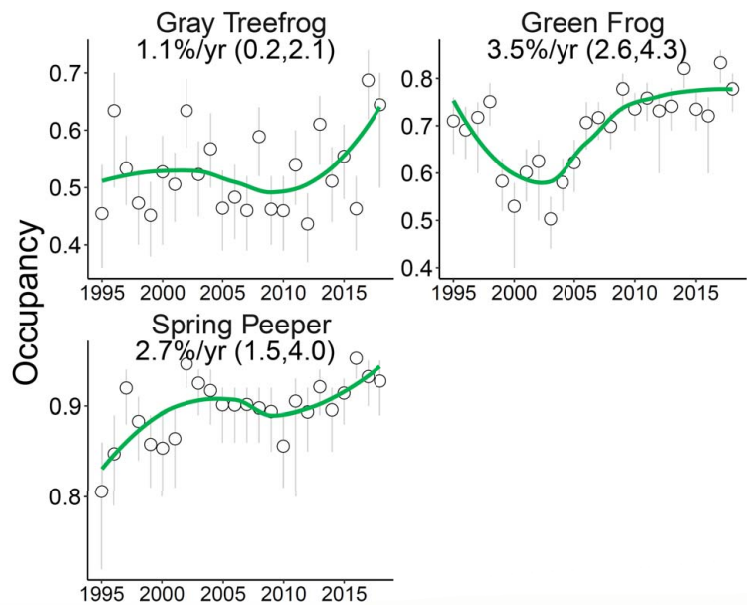 Gray Treefrog
1.1%/yr (0.2,2.1)
0.7
0.6
0.5
0.4
1995 2000 2005 2010 2015
Green Frog
3.5%/yr (2.6,4.3)
0.8
0.7
0.6
0.5
0.4
1995 2000 2005 2010 2015
Occupancy
Spring Peeper
2.7%/yr (1.5,4.0)
0.9
0.8
1995 2000 2005 2010 2015